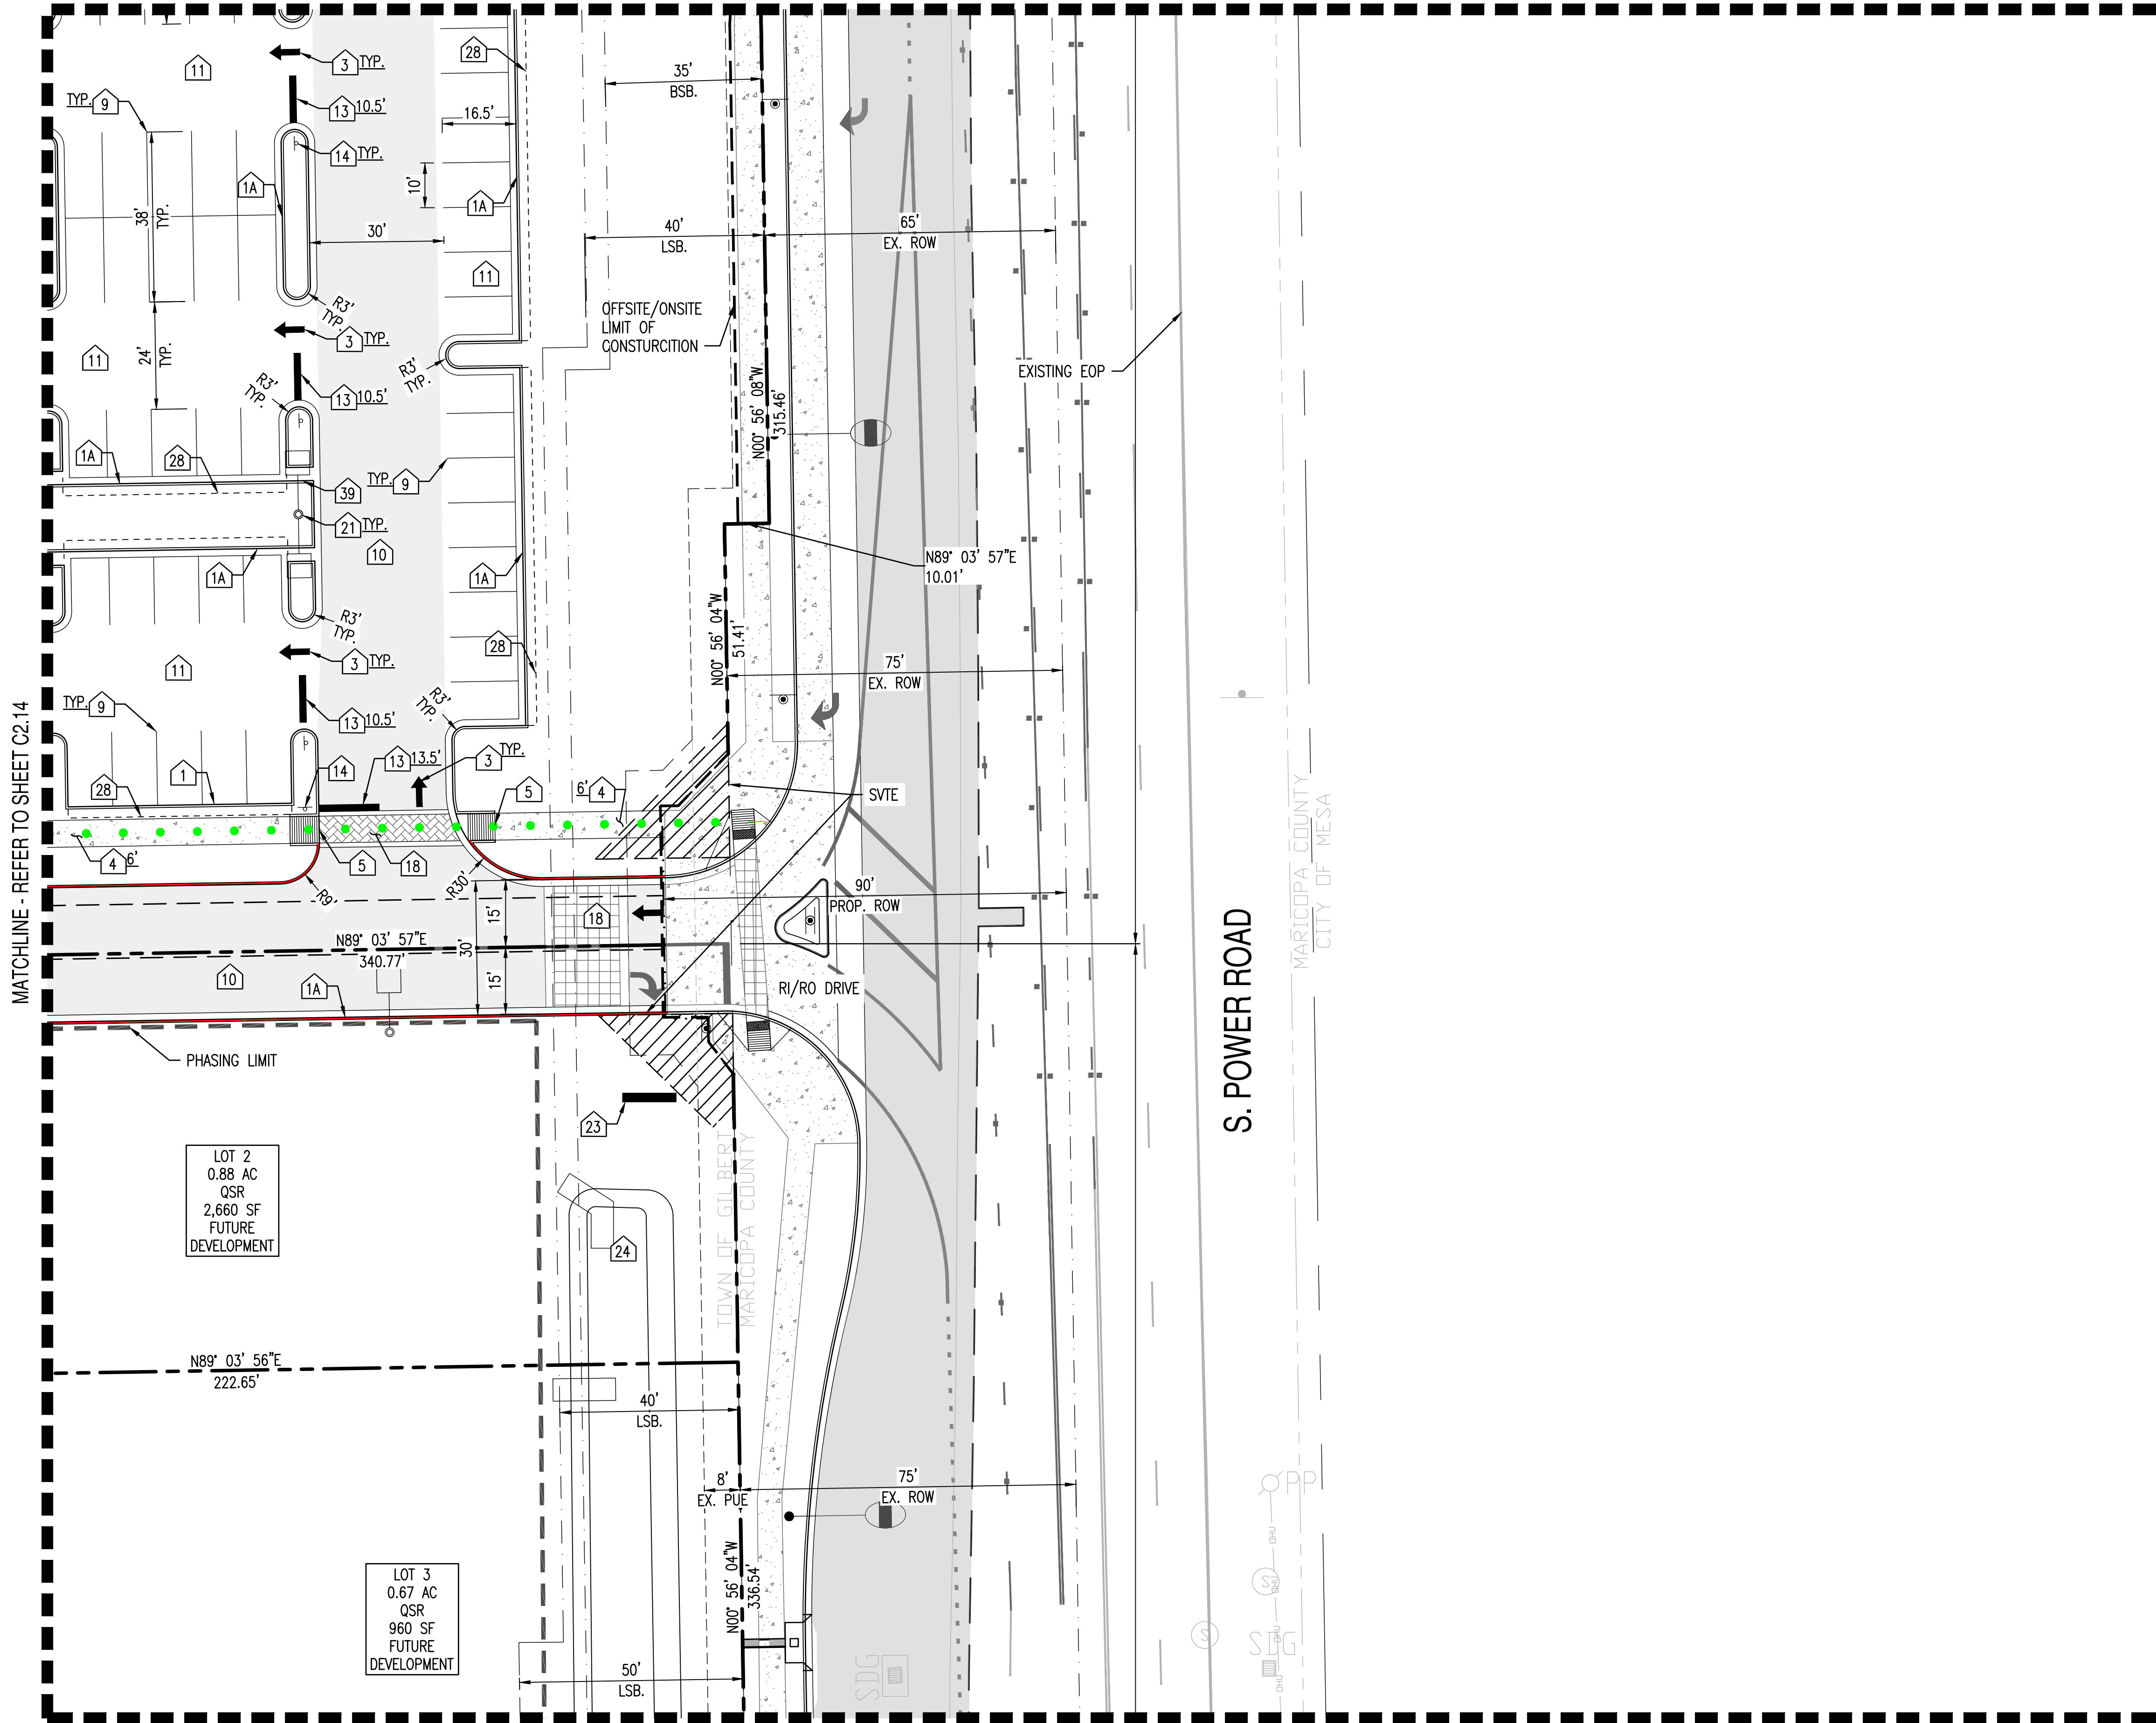 11
3 TYP.
28
35'
BSB.
TYP. 9
13 10.5'
16.5'
14 TYP.
1A
10'
1A
38'
TYP.
30'
40'
LSB.
65'
EX. ROW
11
R3'
TYP.
OFFSITE/ONSITE
LIMIT OF
CONSTURCITION
3 TYP.
24'
TYP.
11
R3'
TYP.
R3'
TYP.
N00° 56' 08"W
315.46'
EXISTING EOP
13 10.5'
1A
28
TYP. 9
39
21 TYP.
10
1A
1A
N89° 03' 57"E
10.01'
R3'
TYP.
N00° 56' 04"W
51.41'
28
3 TYP.
11
75'
EX. ROW
R3'
TYP.
TYP. 9
13 10.5'
MATCHLINE - REFER TO SHEET C2.14
1
14
13 13.5'
3 TYP.
28
5
6' 4
SVTE
MARICOPA COUNTY
CITY OF MESA
4 6'
5
18
R9'
R30'
15'
90'
PROP. ROW
18
N89° 03' 57"E
340.77'
30'
15'
10
1A
RI/RO DRIVE
S. POWER ROAD
PHASING LIMIT
23
LOT 2
0.88 AC
QSR
2,660 SF
FUTURE
DEVELOPMENT
TOWN OF GILBERT
MARICOPA COUNTY
24
N89° 03' 56"E
222.65'
40'
LSB.
8'
EX. PUE
75'
EX. ROW
PP
OHU
S
OHU
N00° 56' 04"W
336.54'
LOT 3
0.67 AC
QSR
960 SF
FUTURE
DEVELOPMENT
S
SDG
OHU
SDG
OHU
50'
LSB.